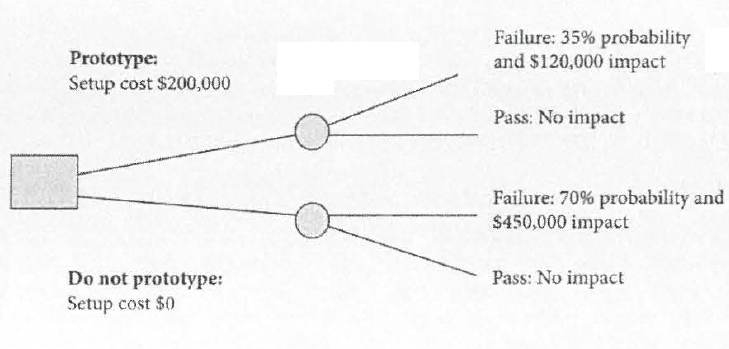 Prototype:
Setup cost $200,000
Failure: 35% probability
and $120,000 impact
Pass: No impact
Failure: 70% probability and
$450,000 impact
Pass: No impact
Do not prototype:
Setup cost $0